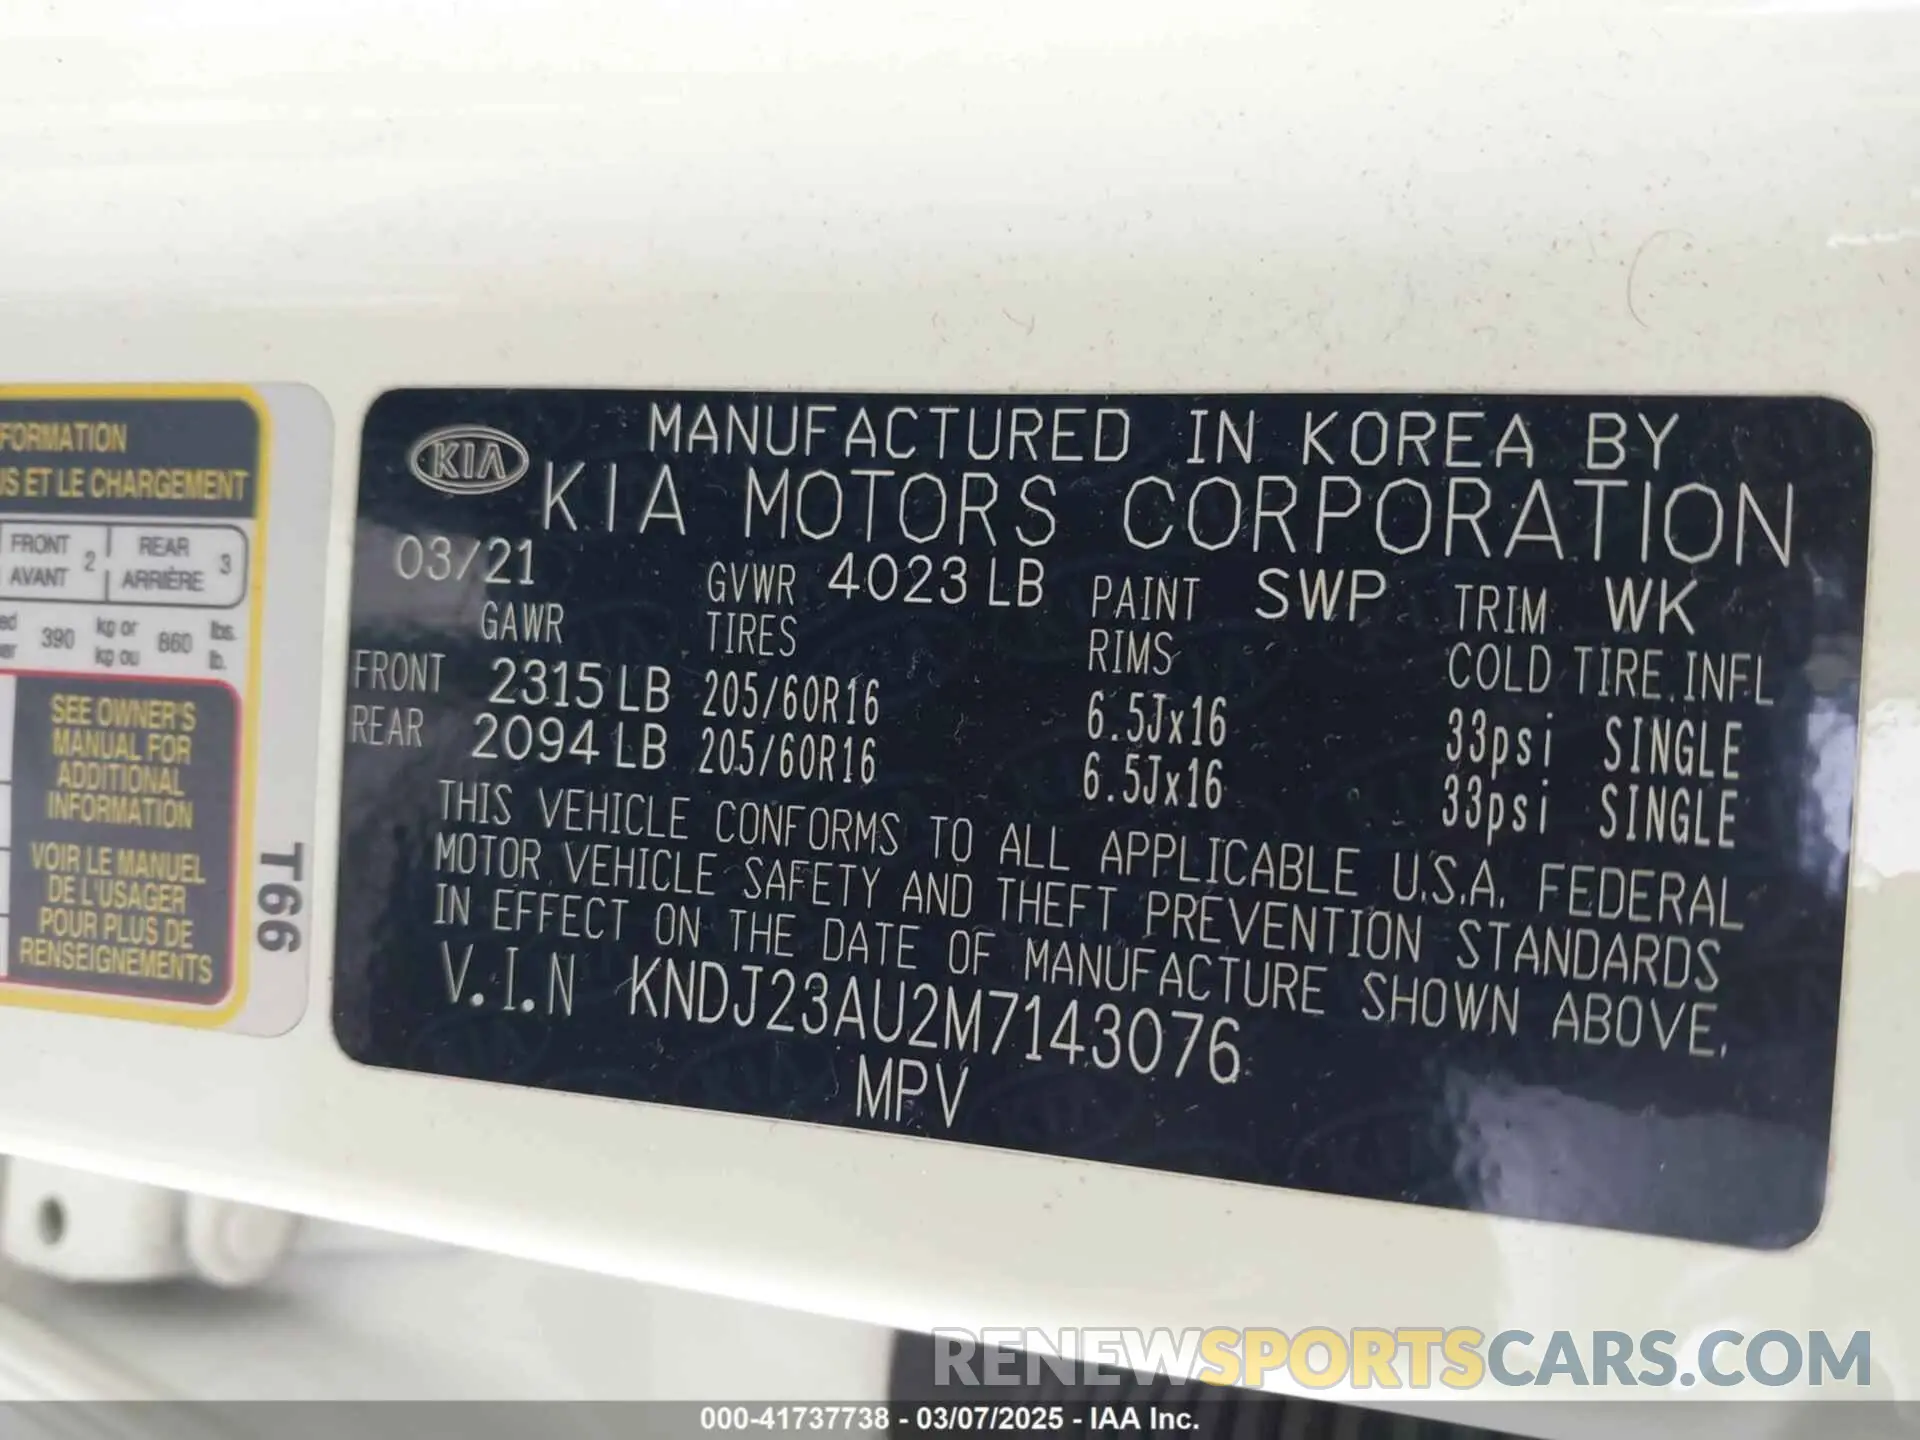 FORMATION
US ET LE CHARGEMENT
FRONT 2 REAR 3
AVANT ARRIÈRE
390 kg or 860 lbs.
kg ou lb.
SEE OWNER'S
MANUAL FOR
ADDITIONAL
INFORMATION
VOIR LE MANUEL
DE L'USAGER
POUR PLUS DE
RENSEIGNEMENTS
T66
KIA
MANUFACTURED IN KOREA BY
KIA MOTORS CORPORATION
03/21 GVWR 4023 LB PAINT SWP TRIM WK
GAWR TIRES RIMS COLD TIRE.INFL
FRONT 2315 LB 205/60R16 6.5Jx16 33psi SINGLE
REAR 2094 LB 205/60R16 6.5Jx16 33psi SINGLE
THIS VEHICLE CONFORMS TO ALL APPLICABLE U.S.A. FEDERAL
MOTOR VEHICLE SAFETY AND THEFT PREVENTION STANDARDS
IN EFFECT ON THE DATE OF MANUFACTURE SHOWN ABOVE.
V.I.N KNDJ23AU2M7143076
MPV
RENEWSPORTSCARS.COM
000-41737738 - 03/07/2025 - IAA Inc.